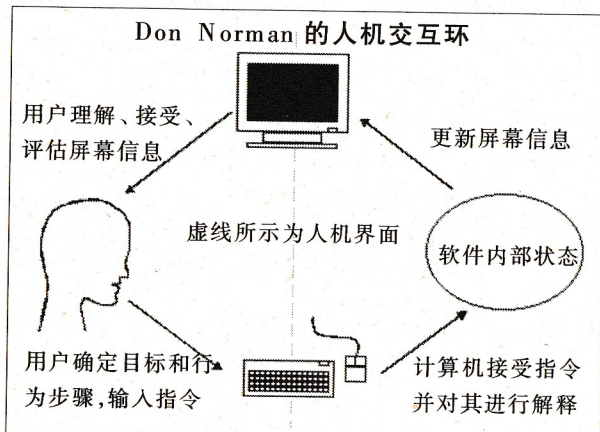 Don Norman 的人机交互环
用户理解、接受、
评估屏幕信息
更新屏幕信息
虚线所示为人机界面
软件内部状态
用户确定目标和行
为步骤,输入指令
计算机接受指令
并对其进行解释